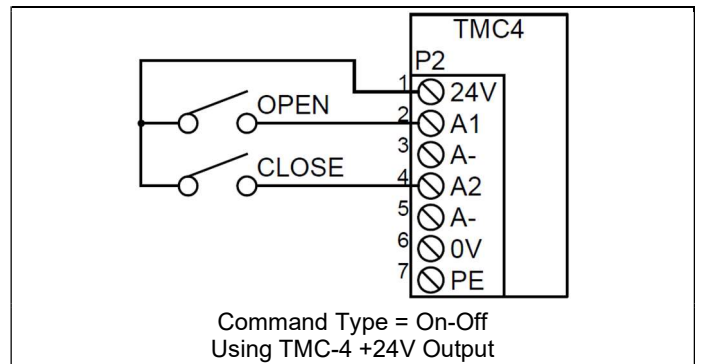 TMC4
P2
1 24V
OPEN 2 A1
3 A-
CLOSE 4 A2
5 A-
6 0V
7 PE
Command Type = On-Off
Using TMC-4 +24V Output